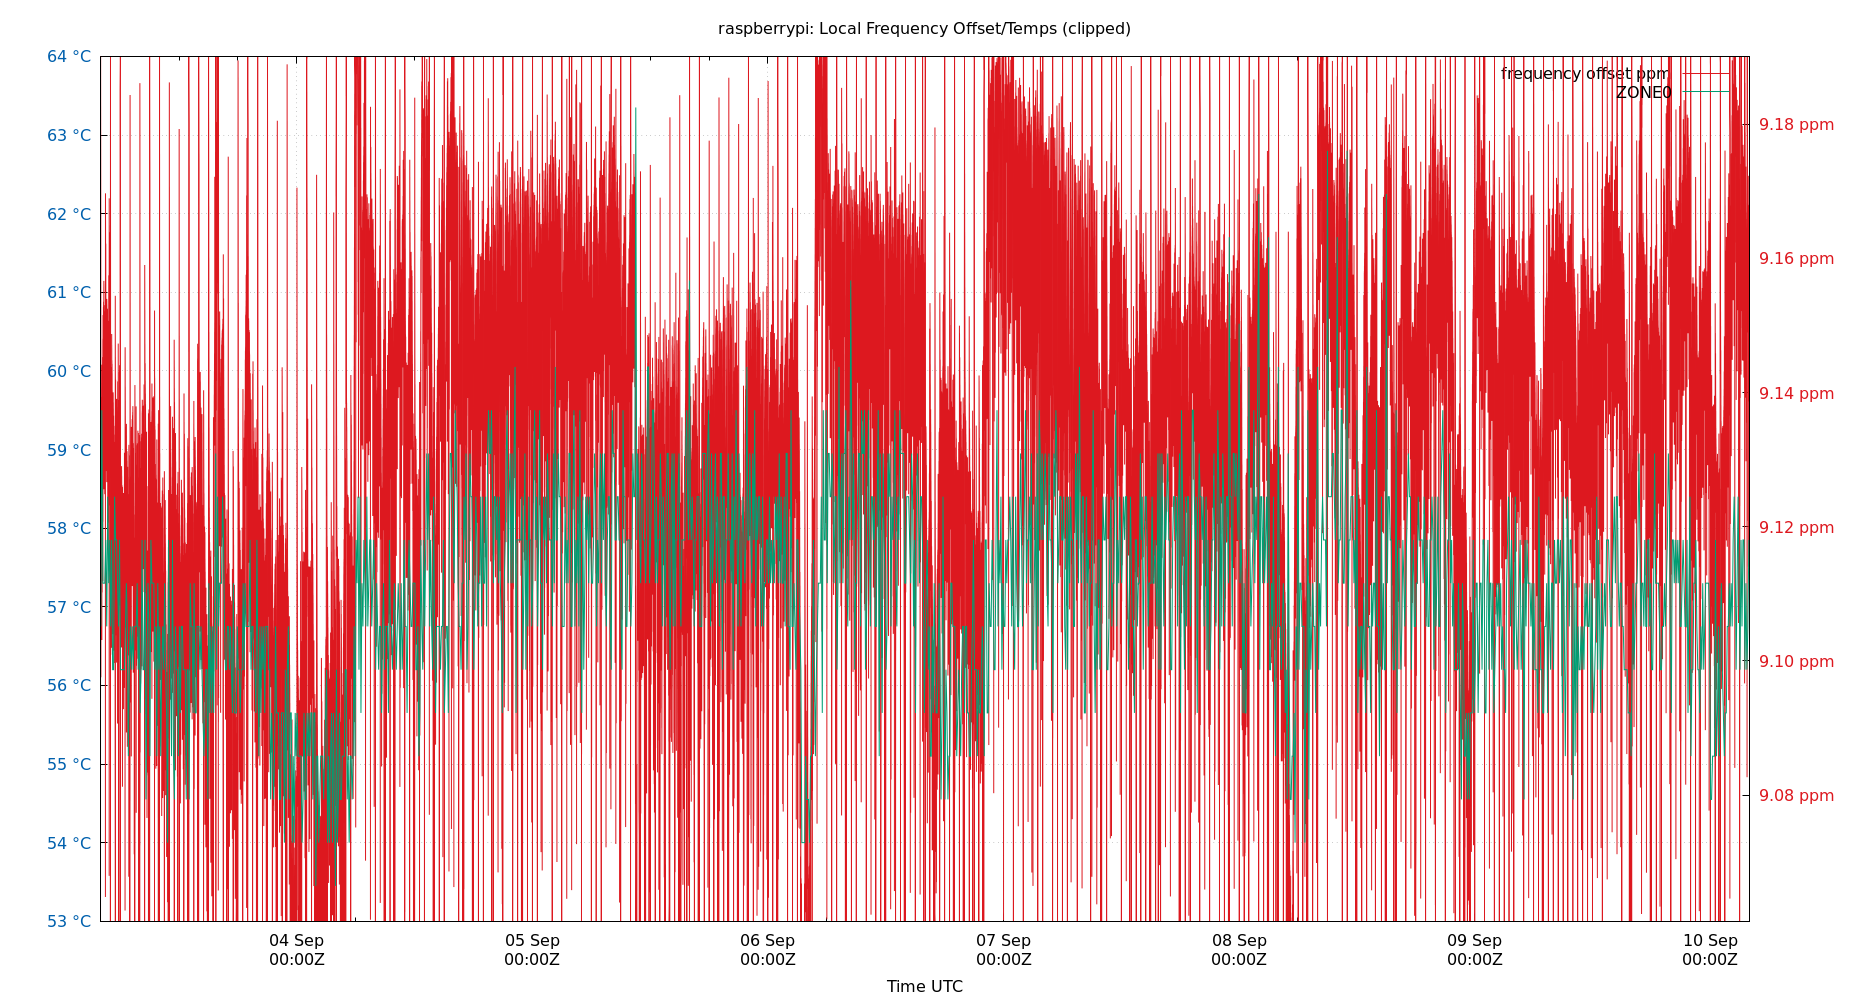 raspberrypi: Local Frequency Offset/Temps (clipped)
64 °C
63 °C
62 °C
61 °C
60 °C
59 °C
58 °C
57 °C
56 °C
55 °C
54 °C
53 °C
frequency offset ppm
ZONE0
9.18 ppm
9.16 ppm
9.14 ppm
9.12 ppm
9.10 ppm
9.08 ppm
04 Sep
00:00Z
05 Sep
00:00Z
06 Sep
00:00Z
07 Sep
00:00Z
08 Sep
00:00Z
09 Sep
00:00Z
10 Sep
00:00Z
Time UTC